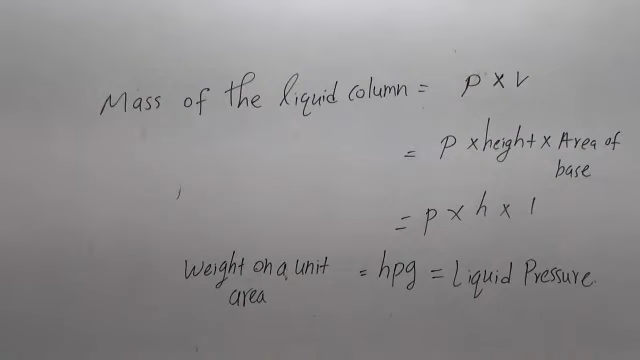 Mass of the liquid column = p x V
= p x height x Area of
base
= p x h x 1
Weight on a unit = hpg = Liquid Pressure.
area